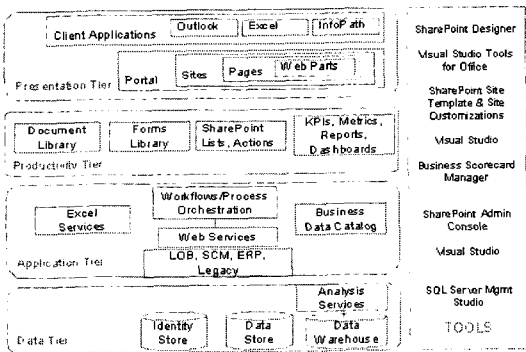 Client Applications
Outlook
Excel
InfoPath
Presentation Tier
Portal
Sites
Pages
Web Parts
Document
Library
Forms
Library
SharePoint
Lists, Actions
KPIs, Metrics,
Reports,
Dashboards
Productivity Tier
Workflows/Process
Orchestration
Excel
Services
Business
Data Catalog
Web Services
LOB, SCM, ERP,
Legacy
Application Tier
Analysis
Services
Identity
Store
Data
Store
Data
Warehouse
Data Tier
SharePoint Designer
Visual Studio Tools
for Office
SharePoint Site
Template & Site
Customizations
Visual Studio
Business Scorecard
Manager
SharePoint Admin
Console
Visual Studio
SQL Server Mgmt
Studio
TOOLS